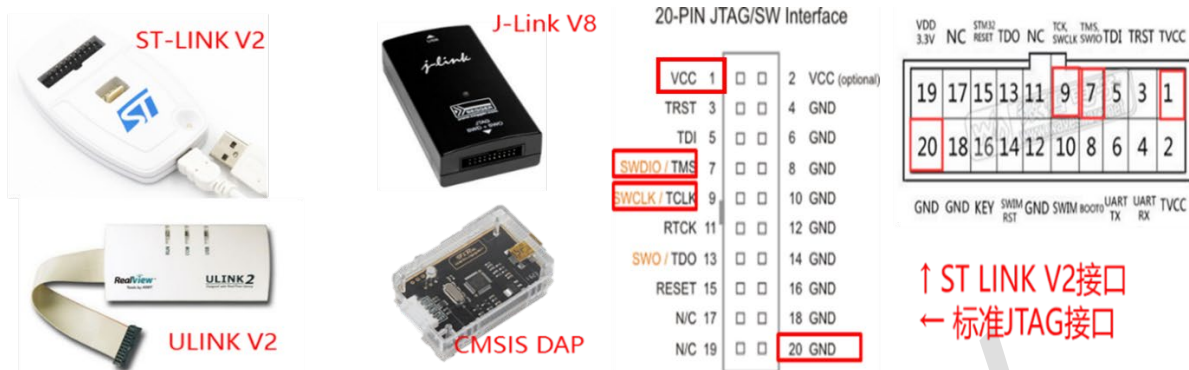 ST-LINK V2
J-Link V8
j-link
RealView
ULINK2
ULINK V2
CMSIS DAP
20-PIN JTAG/SW Interface
VCC 1 2 VCC (optional)
TRST 3 4 GND
TDI 5 6 GND
SWDIO / TMS 7 8 GND
SWCLK / TCLK 9 10 GND
RTCK 11 12 GND
SWO / TDO 13 14 GND
RESET 15 16 GND
N/C 17 18 GND
N/C 19 20 GND
VDD 3.3V NC STM32 RESET TDO NC TCK, SWCLK TMS, SWIO TDI TRST TVCC
19 17 15 13 11 9 7 5 3 1
20 18 16 14 12 10 8 6 4 2
GND GND KEY SWIM RST GND SWIM BOOT0 UART TX UART RX TVCC
↑ ST LINK V2接口
← 标准JTAG接口